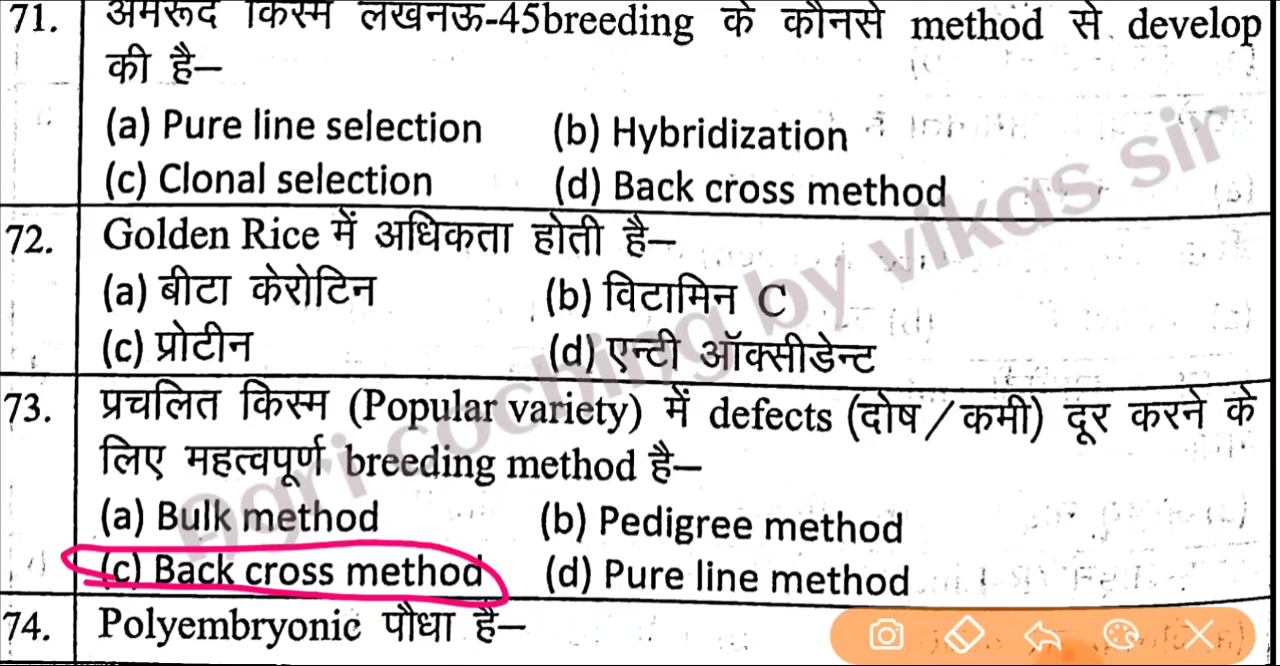 71. अमरूद किस्म लखनऊ-45breeding के कौनसे method से develop
की है–
(a) Pure line selection (b) Hybridization
(c) Clonal selection (d) Back cross method
72. Golden Rice में अधिकता होती है–
(a) बीटा केरोटिन (b) विटामिन C
(c) प्रोटीन (d) एन्टी ऑक्सीडेन्ट
73. प्रचलित किस्म (Popular variety) में defects (दोष/कमी) दूर करने के
लिए महत्वपूर्ण breeding method है–
(a) Bulk method (b) Pedigree method
(c) Back cross method (d) Pure line method
74. Polyembryonic पौधा है–
Agri coching by vikas sir